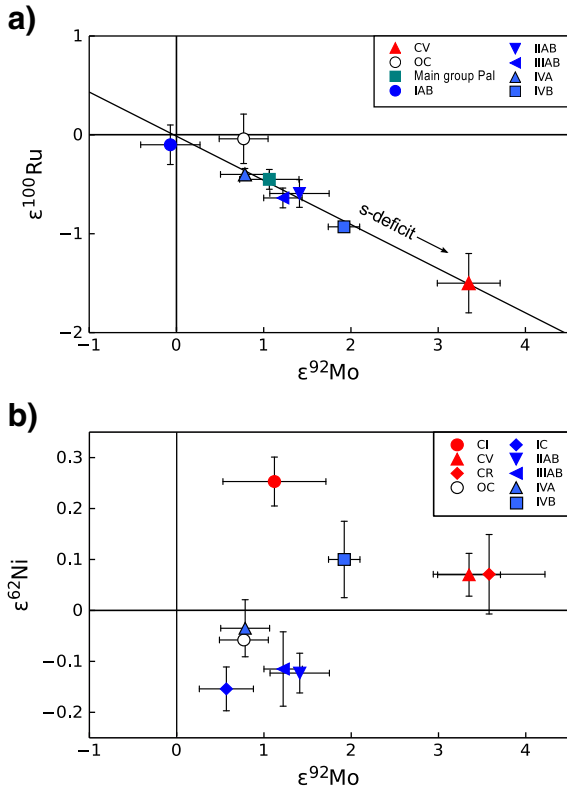 a)
CV
OC
Main group Pal
IAB
IIAB
IIIAB
IVA
IVB
s-deficit
1
0
−1
−2
ε¹⁰⁰Ru
−1 0 1 2 3 4
ε⁹²Mo
b)
CI
CV
CR
OC
IC
IIAB
IIIAB
IVA
IVB
0.3
0.2
0.1
0.0
−0.1
−0.2
ε⁶²Ni
−1 0 1 2 3 4
ε⁹²Mo